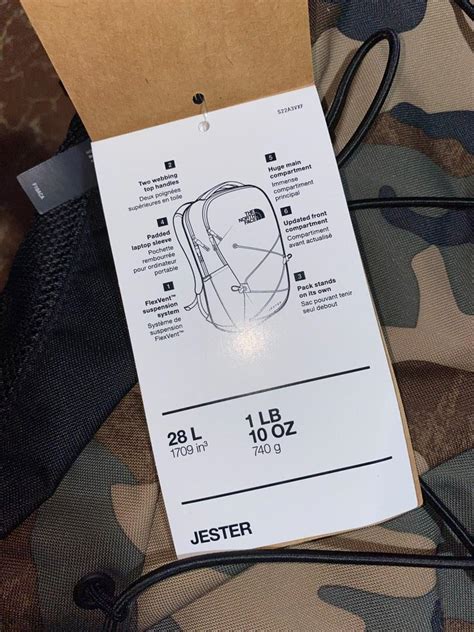 S22A3VXF
2
Two webbing
top handles
Deux poignées
supérieures en toile
4
Padded
laptop sleeve
Pochette
rembourrée
pour ordinateur
portable
1
FlexVent™
suspension
system
Système de
suspension
FlexVent™
THE
NORTH
FACE
5
Huge main
compartment
Immense
compartiment
principal
6
Updated front
compartment
Compartiment
avant actualisé
3
Pack stands
on its own
Sac pouvant tenir
seul debout
28 L
1709 in³
1 LB
10 OZ
740 g
JESTER